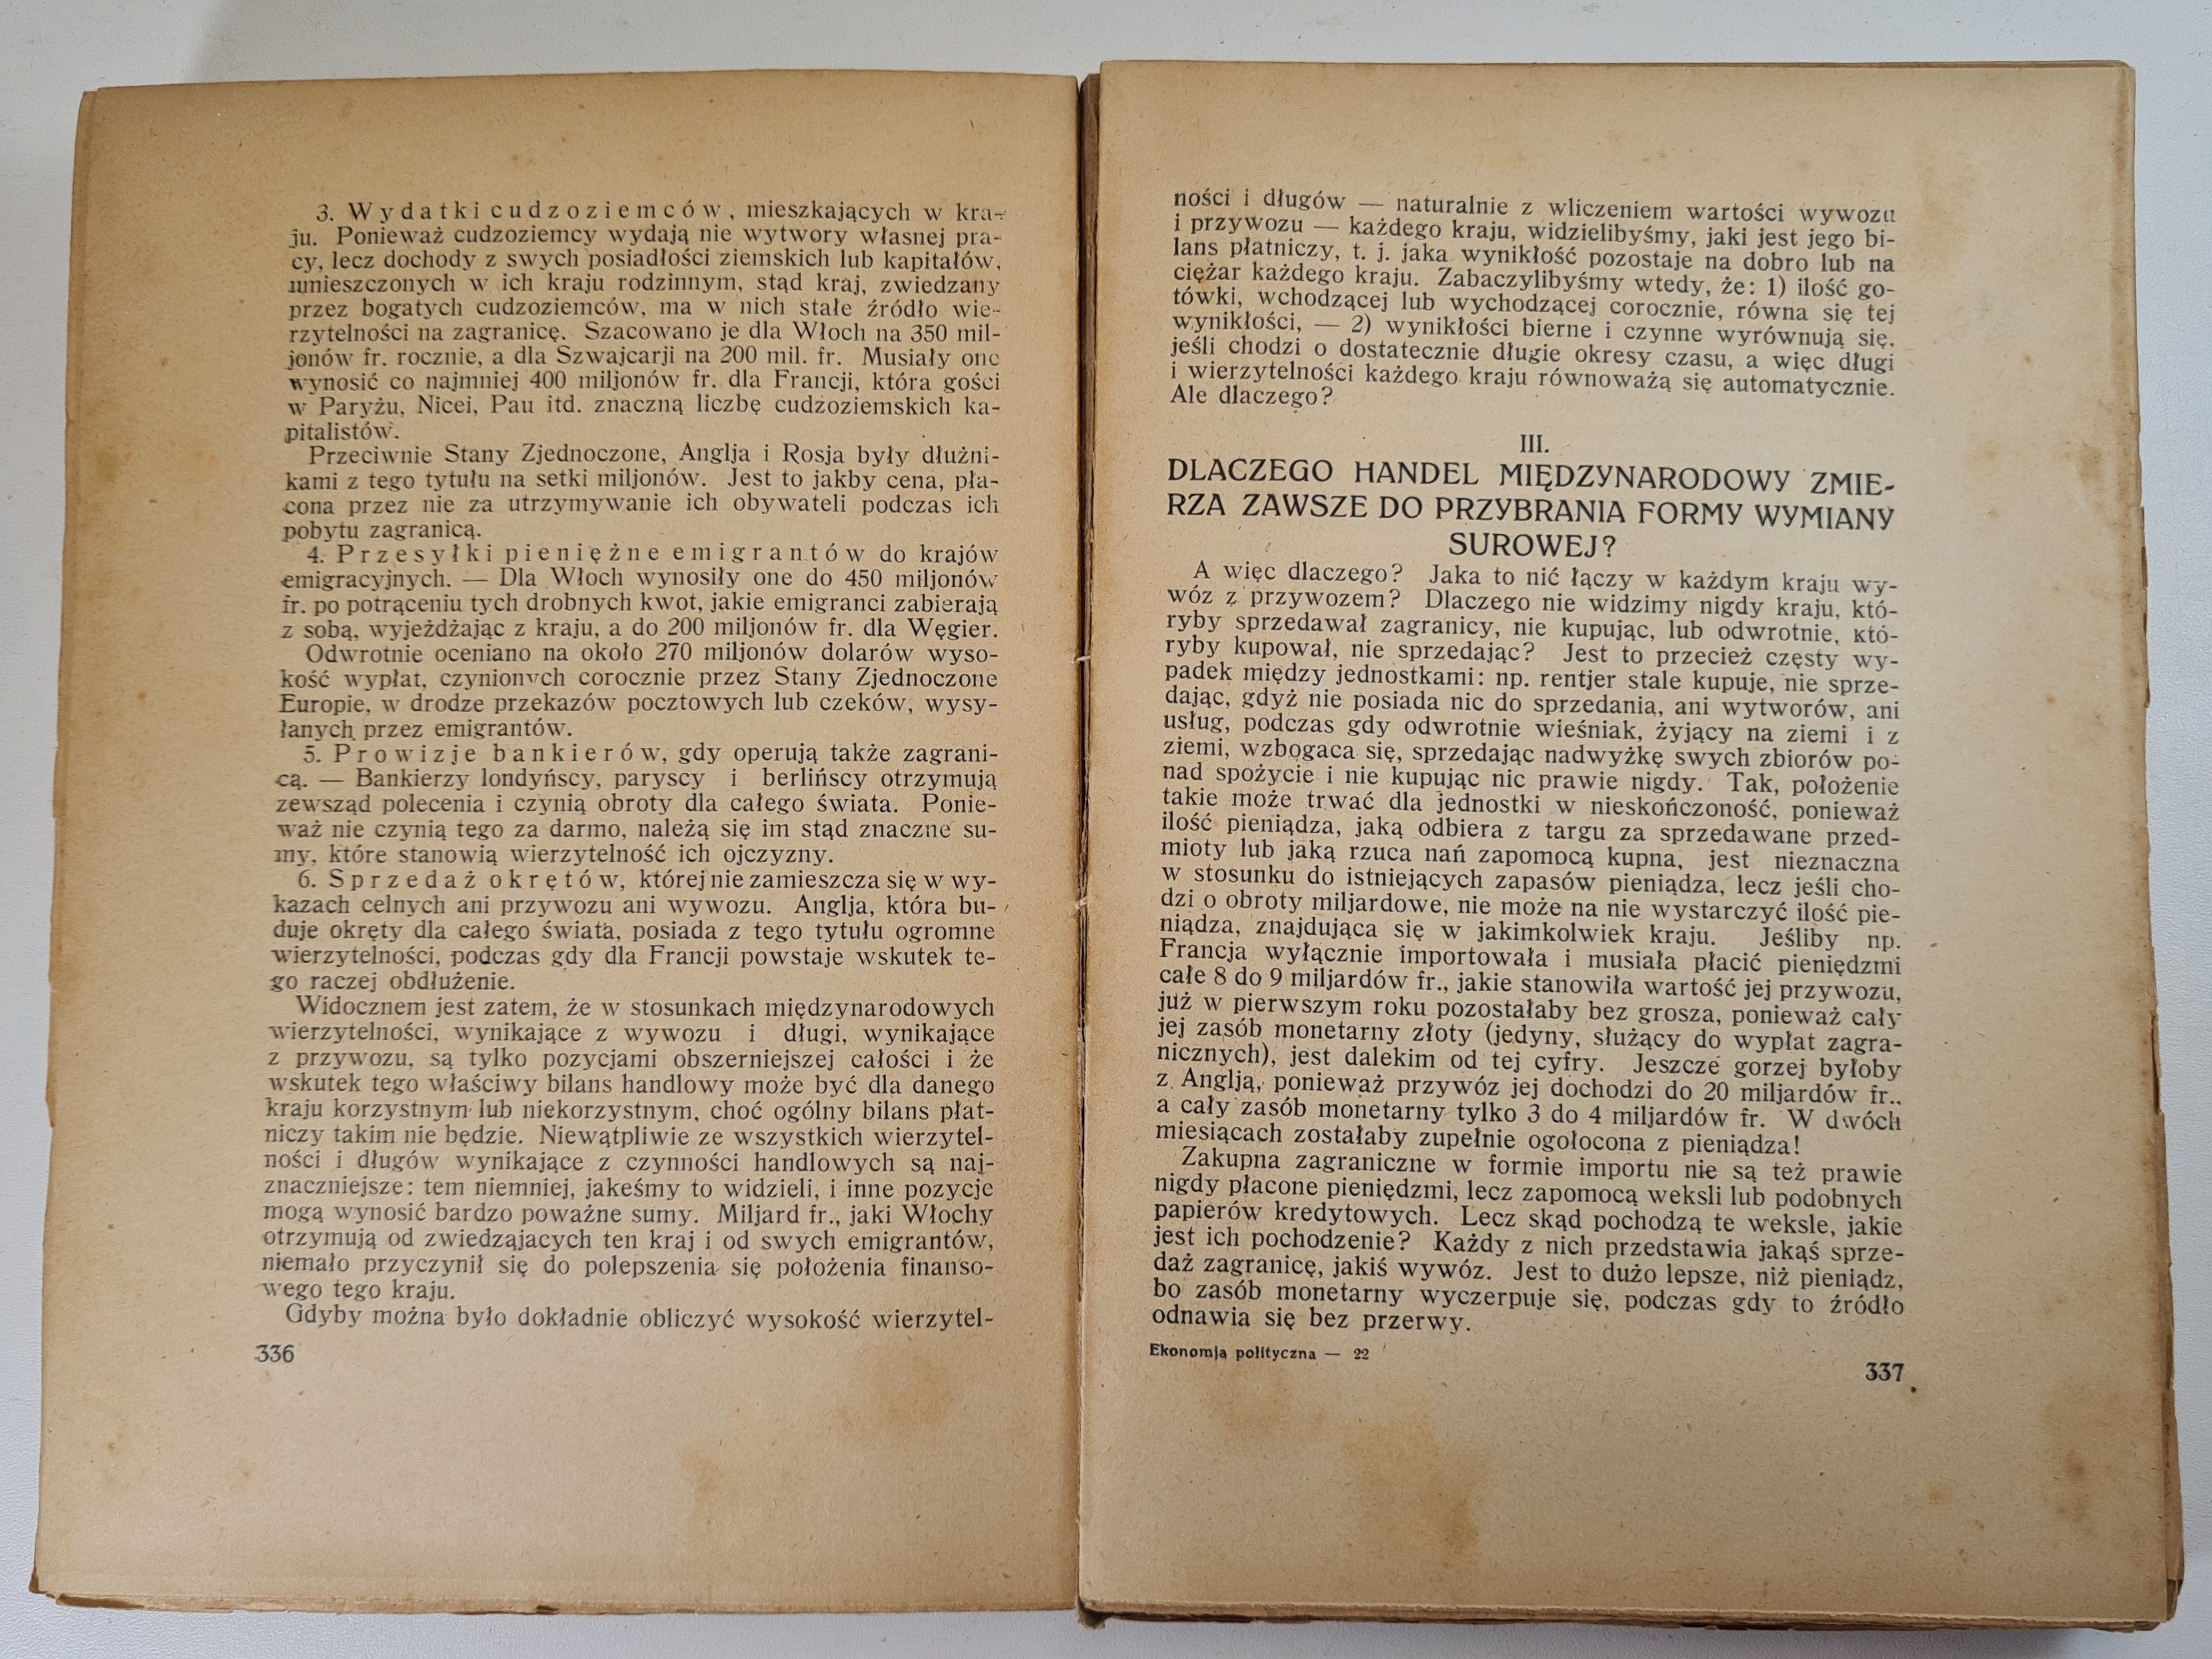 3. Wydatki cudzoziemców, mieszkających w kra-
ju. Ponieważ cudzoziemcy wydają nie wytwory własnej pra-
cy, lecz dochody z swych posiadłości ziemskich lub kapitałów,
umieszczonych w ich kraju rodzinnym, stąd kraj, zwiedzany
przez bogatych cudzoziemców, ma w nich stałe źródło wie-
rzytelności na zagranicę. Szacowano je dla Włoch na 350 mil-
jonów fr. rocznie, a dla Szwajcarji na 200 mil. fr. Musiały one
wynosić co najmniej 400 miljonów fr. dla Francji, która gości
w Paryżu, Nicei, Pau itd. znaczną liczbę cudzoziemskich ka-
pitalistów.
Przeciwnie Stany Zjednoczone, Anglja i Rosja były dłużni-
kami z tego tytułu na setki miljonów. Jest to jakby cena, pła-
cona przez nie za utrzymywanie ich obywateli podczas ich
pobytu zagranicą.
4. Przesyłki pieniężne emigrantów do krajów
emigracyjnych. — Dla Włoch wynosiły one do 450 miljonów
fr. po potrąceniu tych drobnych kwot, jakie emigranci zabierają
z sobą, wyjeżdżając z kraju, a do 200 miljonów fr. dla Węgier.
Odwrotnie oceniano na około 270 miljonów dolarów wyso-
kość wypłat, czynionych corocznie przez Stany Zjednoczone
Europie, w drodze przekazów pocztowych lub czeków, wysy-
łanych przez emigrantów.
5. Prowizje bankierów, gdy operują także zagrani-
cą. — Bankierzy londyńscy, paryscy i berlińscy otrzymują
zewsząd polecenia i czynią obroty dla całego świata. Ponie-
waż nie czynią tego za darmo, należą się im stąd znaczne su-
my, które stanowią wierzytelność ich ojczyzny.
6. Sprzedaż okrętów, której nie zamieszcza się w wy-
kazach celnych ani przywozu ani wywozu. Anglja, która bu-
duje okręty dla całego świata, posiada z tego tytułu ogromne
wierzytelności, podczas gdy dla Francji powstaje wskutek te-
go raczej obdłużenie.
Widocznem jest zatem, że w stosunkach międzynarodowych
wierzytelności, wynikające z wywozu i długi, wynikające
z przywozu, są tylko pozycjami obszerniejszej całości i że
wskutek tego właściwy bilans handlowy może być dla danego
kraju korzystnym lub niekorzystnym, choć ogólny bilans płat-
niczy takim nie będzie. Niewątpliwie ze wszystkich wierzytel-
ności i długów wynikające z czynności handlowych są naj-
znaczniejsze: tem niemniej, jakeśmy to widzieli, i inne pozycje
mogą wynosić bardzo poważne sumy. Miljard fr., jaki Włochy
otrzymują od zwiedząjacych ten kraj i od swych emigrantów,
niemało przyczynił się do polepszenia się położenia finanso-
wego tego kraju.
Gdyby można było dokładnie obliczyć wysokość wierzytel-
336
ności i długów — naturalnie z wliczeniem wartości wywozu
i przywozu — każdego kraju, widzielibyśmy, jaki jest jego bi-
lans płatniczy, t. j. jaka wynikłość pozostaje na dobro lub na
ciężar każdego kraju. Zabaczylibyśmy wtedy, że: 1) ilość go-
tówki, wchodzącej lub wychodzącej corocznie, równa się tej
wynikłości, — 2) wynikłości bierne i czynne wyrównują się,
jeśli chodzi o dostatecznie długie okresy czasu, a więc długi
i wierzytelności każdego kraju równoważą się automatycznie.
Ale dlaczego?
III.
DLACZEGO HANDEL MIĘDZYNARODOWY ZMIE-
RZA ZAWSZE DO PRZYBRANIA FORMY WYMIANY
SUROWEJ?
A więc dlaczego? Jaka to nić łączy w każdym kraju wy-
wóz z przywozem? Dlaczego nie widzimy nigdy kraju, któ-
ryby sprzedawał zagranicy, nie kupując, lub odwrotnie, któ-
ryby kupował, nie sprzedając? Jest to przecież częsty wy-
padek między jednostkami: np. rentjer stale kupuje, nie sprze-
dając, gdyż nie posiada nic do sprzedania, ani wytworów, ani
usług, podczas gdy odwrotnie wieśniak, żyjący na ziemi i z
ziemi, wzbogaca się, sprzedając nadwyżkę swych zbiorów po-
nad spożycie i nie kupując nic prawie nigdy. Tak, położenie
takie może trwać dla jednostki w nieskończoność, ponieważ
ilość pieniądza, jaką odbiera z targu za sprzedawane przed-
mioty lub jaką rzuca nań zapomocą kupna, jest nieznaczna
w stosunku do istniejących zapasów pieniądza, lecz jeśli cho-
dzi o obroty miljardowe, nie może na nie wystarczyć ilość pie-
niądza, znajdująca się w jakimkolwiek kraju. Jeśliby np.
Francja wyłącznie importowała i musiała płacić pieniędzmi
całe 8 do 9 miljardów fr., jakie stanowiła wartość jej przywozu,
już w pierwszym roku pozostałaby bez grosza, ponieważ cały
jej zasób monetarny złoty (jedyny, służący do wypłat zagra-
nicznych), jest dalekim od tej cyfry. Jeszcze gorzej byłoby
z Anglją, ponieważ przywóz jej dochodzi do 20 miljardów fr.,
a cały zasób monetarny tylko 3 do 4 miljardów fr. W dwóch
miesiącach zostałaby zupełnie ogołocona z pieniądza!
Zakupna zagraniczne w formie importu nie są też prawie
nigdy płacone pieniędzmi, lecz zapomocą weksli lub podobnych
papierów kredytowych. Lecz skąd pochodzą te weksle, jakie
jest ich pochodzenie? Każdy z nich przedstawia jakąś sprze-
daż zagranicę, jakiś wywóz. Jest to dużo lepsze, niż pieniądz,
bo zasób monetarny wyczerpuje się, podczas gdy to źródło
odnawia się bez przerwy.
Ekonomja polityczna — 22
337